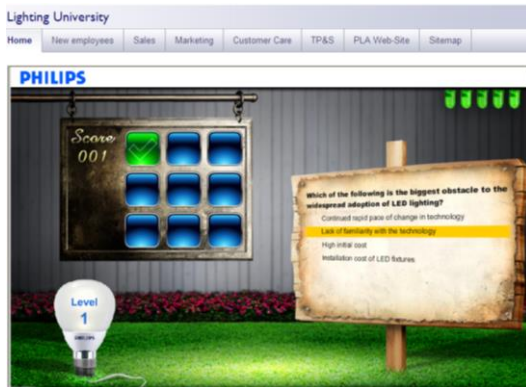 Lighting University
Home New employees Sales Marketing Customer Care TP&S PLA Web-Site Sitemap
PHILIPS
Score
001
Which of the following is the biggest obstacle to the
widespread adoption of LED lighting?
Continued rapid pace of change in technology
Lack of familiarity with the technology
High initial cost
Installation cost of LED fixtures
Level
1
PHILIPS